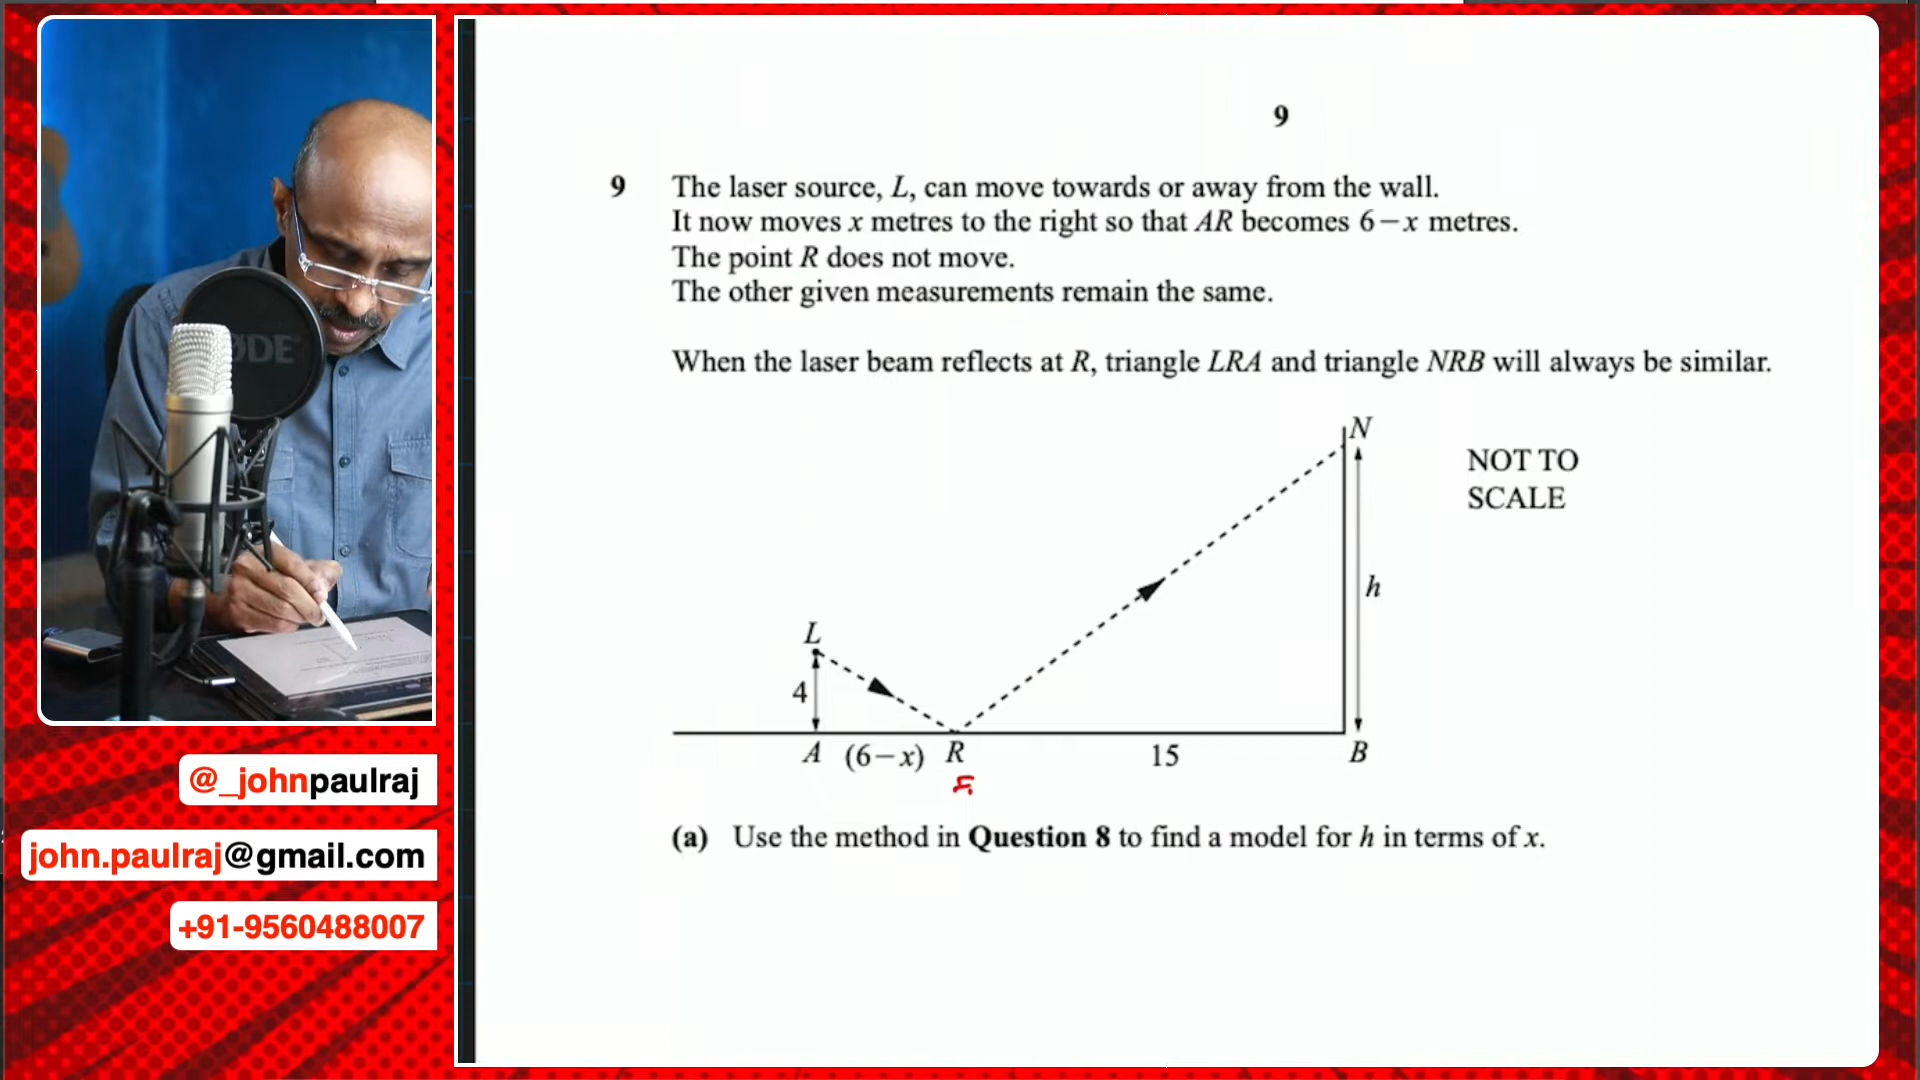 ØDE
@_johnpaulraj
john.paulraj@gmail.com
+91-9560488007
9
9 The laser source, L, can move towards or away from the wall.
It now moves x metres to the right so that AR becomes 6−x metres.
The point R does not move.
The other given measurements remain the same.
When the laser beam reflects at R, triangle LRA and triangle NRB will always be similar.
N
NOT TO
SCALE
h
L
4
A (6−x) R 15 B
(a) Use the method in Question 8 to find a model for h in terms of x.